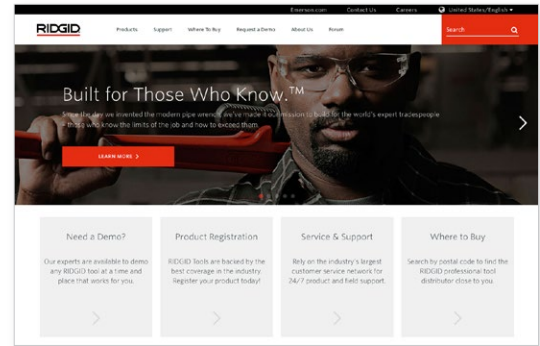 Emerson.com Contact Us Careers United States/English
RIDGID Products Support Where To Buy Request a Demo About Us Forum Search
Built for Those Who Know.™
Since the day we invented the modern pipe wrench, we've made it our mission to build for the world's expert tradespeople
– those who know the limits of the job and how to exceed them.
LEARN MORE
Need a Demo?
Our experts are available to demo
any RIDGID tool at a time and
place that works for you.
Product Registration
RIDGID Tools are backed by the
best coverage in the industry.
Register your product today!
Service & Support
Rely on the industry's largest
customer service network for
24/7 product and field support.
Where to Buy
Search by postal code to find the
RIDGID professional tool
distributor close to you.